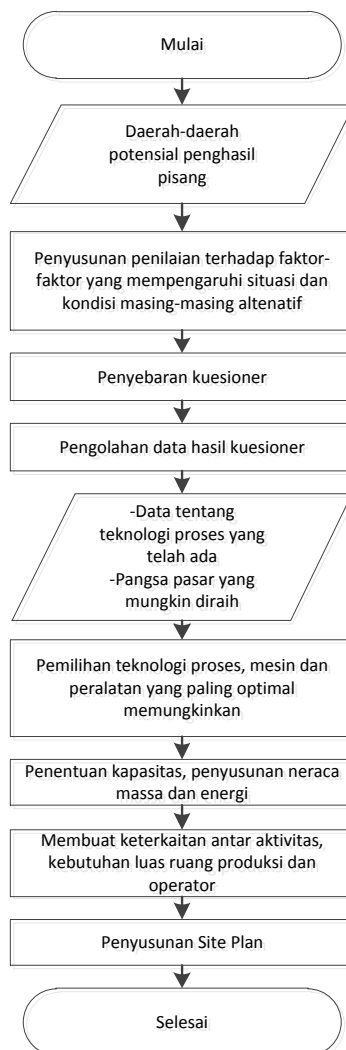 Mulai
Daerah-daerah
potensial penghasil
pisang
Penyusunan penilaian terhadap faktor-
faktor yang mempengaruhi situasi dan
kondisi masing-masing altenatif
Penyebaran kuesioner
Pengolahan data hasil kuesioner
-Data tentang
teknologi proses yang
telah ada
-Pangsa pasar yang
mungkin diraih
Pemilihan teknologi proses, mesin dan
peralatan yang paling optimal
memungkinkan
Penentuan kapasitas, penyusunan neraca
massa dan energi
Membuat keterkaitan antar aktivitas,
kebutuhan luas ruang produksi dan
operator
Penyusunan Site Plan
Selesai